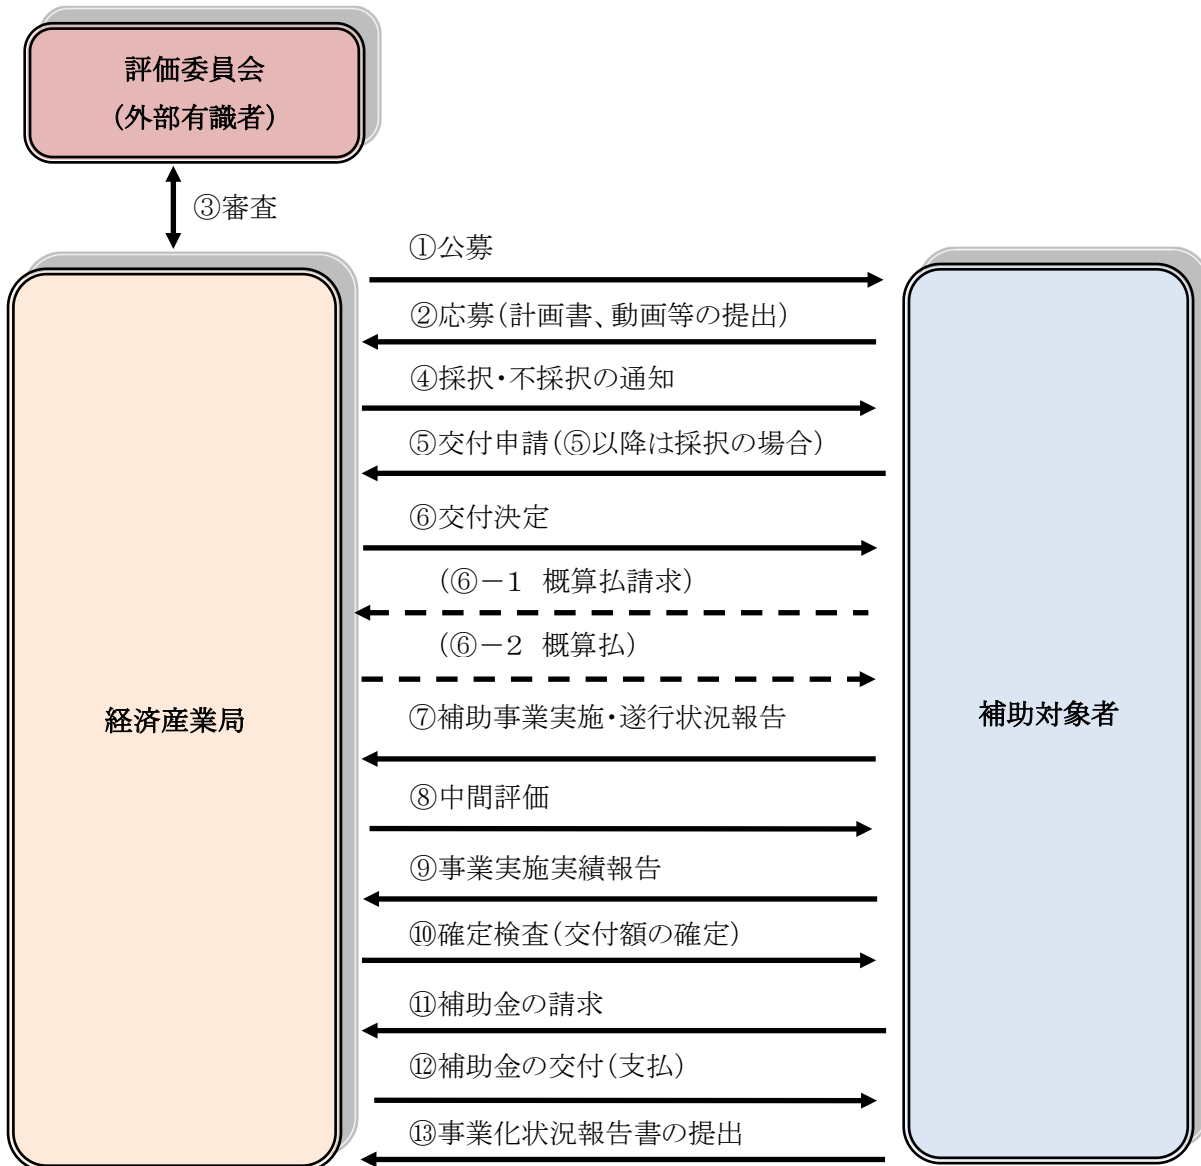 評価委員会
(外部有識者)
③審査
①公募
②応募(計画書、動画等の提出)
④採択・不採択の通知
⑤交付申請(⑤以降は採択の場合)
⑥交付決定
(⑥－1 概算払請求)
(⑥－2 概算払)
経済産業局
補助対象者
⑦補助事業実施・遂行状況報告
⑧中間評価
⑨事業実施実績報告
⑩確定検査(交付額の確定)
⑪補助金の請求
⑫補助金の交付(支払)
⑬事業化状況報告書の提出